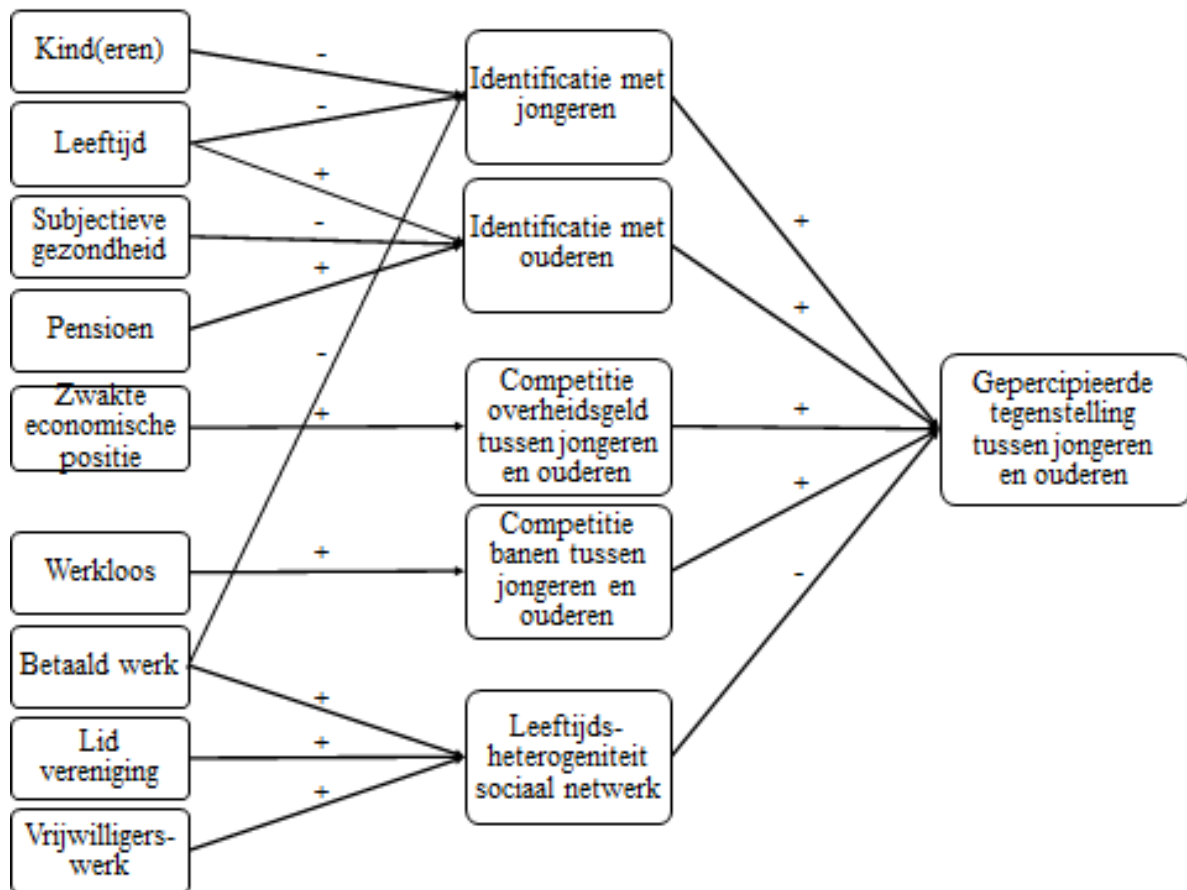 Kind(eren)
Leeftijd
Subjectieve
gezondheid
Pensioen
Zwakte
economische
positie
Werkloos
Betaald werk
Lid
vereniging
Vrijwilligers-
werk
-
-
+
-
+
-
+
+
+
+
+
Identificatie met
jongeren
Identificatie met
ouderen
Competitie
overheidsgeld
tussen jongeren
en ouderen
Competitie
banen tussen
jongeren en
ouderen
Leeftijds-
heterogeniteit
sociaal netwerk
+
+
+
+
-
Gepercipieerde
tegenstelling
tussen jongeren
en ouderen